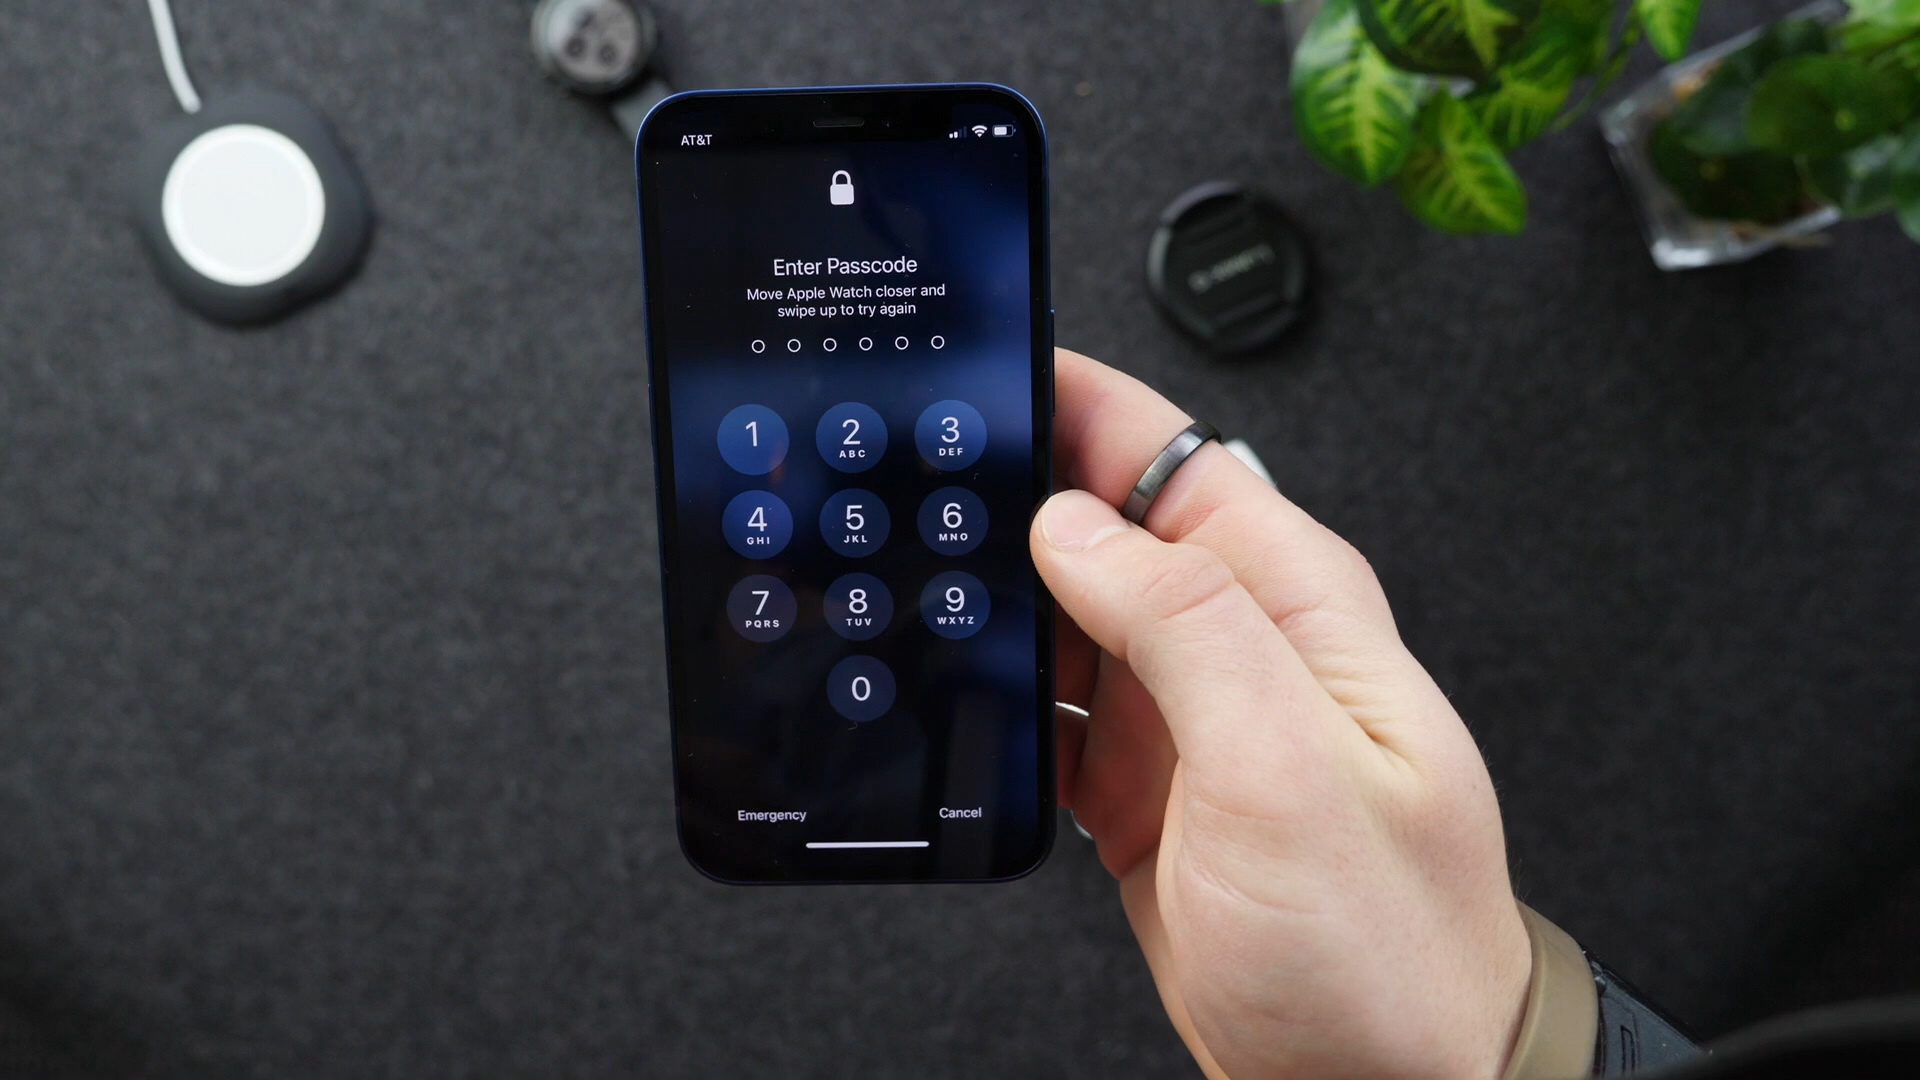 AT&T
Enter Passcode
Move Apple Watch closer and
swipe up to try again
1
2
ABC
3
DEF
4
GHI
5
JKL
6
MNO
7
PQRS
8
TUV
9
WXYZ
0
Emergency
Cancel